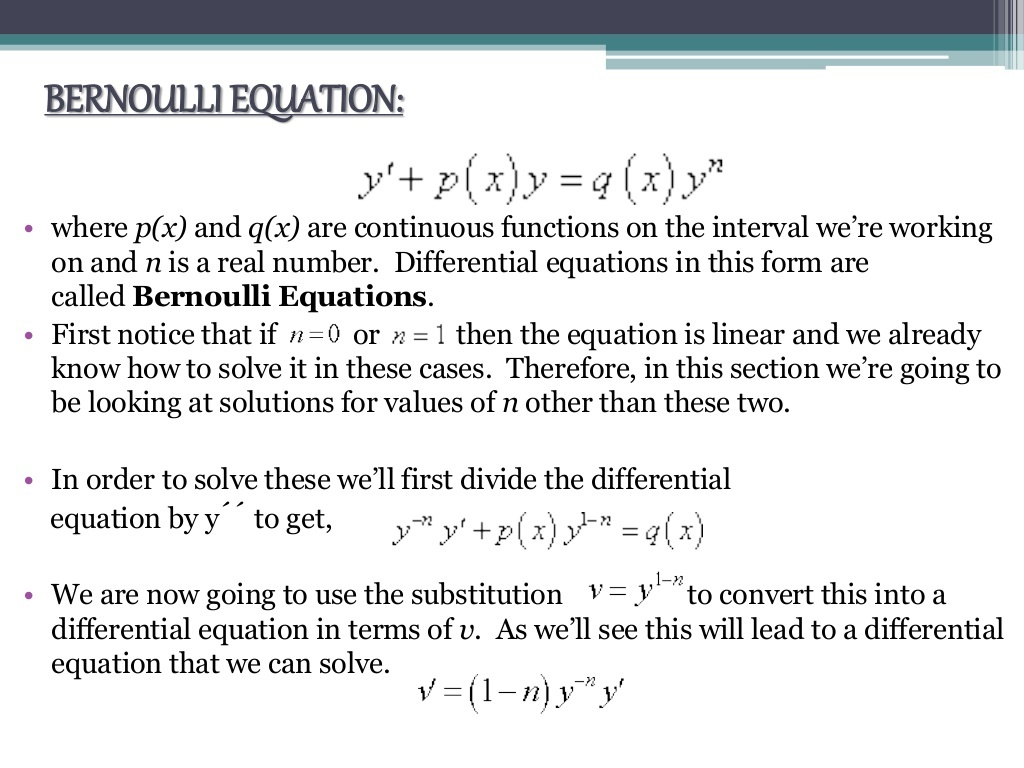 BERNOULLI EQUATION:
y′ + p(x)y = q(x)yⁿ
• where p(x) and q(x) are continuous functions on the interval we’re working
on and n is a real number. Differential equations in this form are
called Bernoulli Equations.
• First notice that if n = 0 or n = 1 then the equation is linear and we already
know how to solve it in these cases. Therefore, in this section we’re going to
be looking at solutions for values of n other than these two.
• In order to solve these we’ll first divide the differential
equation by y´´ to get, y⁻ⁿ y′ + p(x) y¹⁻ⁿ = q(x)
• We are now going to use the substitution v = y¹⁻ⁿ to convert this into a
differential equation in terms of v. As we’ll see this will lead to a differential
equation that we can solve.
v′ = (1 − n) y⁻ⁿ y′